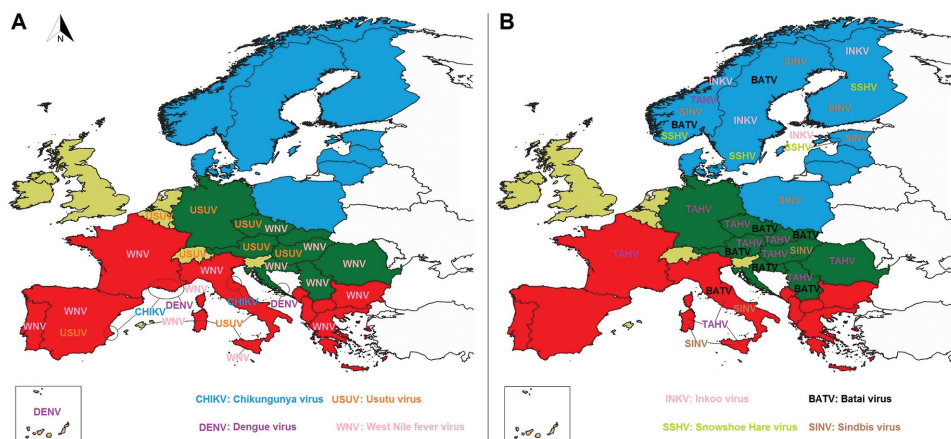 A
N
USUV
USUV
USUV
WNV
WNV
USUV
USUV
WNV
USUV
WNV
WNV
WNV
WNV
WNV
CHIKV
DENV
CHIKV
DENV
WNV
WNV
USUV
WNV
USUV
WNV
WNV
WNV
DENV
CHIKV: Chikungunya virus
USUV: Usutu virus
DENV: Dengue virus
WNV: West Nile fever virus
B
INKV
SINV
INKV
BATV
SSHV
TAHV
SINV
SINV
BATV
INKV
SSHV
INKV
SINV
SSHV
SSHV
SINV
TAHV
TAHV
BATV
BATV
TAHV
TAHV
TAHV
BATV
TAHV
SINV
TAHV
BATV
TAHV
BATV
BATV
SINV
TAHV
SINV
INKV: Inkoo virus
BATV: Batai virus
SSHV: Snowshoe Hare virus
SINV: Sindbis virus